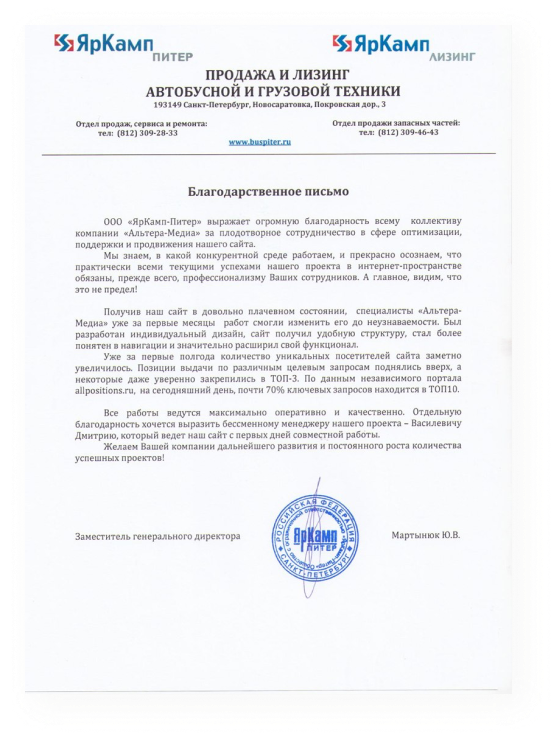 ЯрКамп ПИТЕР
ЯрКамп ЛИЗИНГ
ПРОДАЖА И ЛИЗИНГ
АВТОБУСНОЙ И ГРУЗОВОЙ ТЕХНИКИ
193149 Санкт-Петербург, Новосаратовка, Покровская дор., 3
Отдел продаж, сервиса и ремонта:
тел: (812) 309-28-33
Отдел продажи запасных частей:
тел: (812) 309-46-43
www.buspiter.ru
Благодарственное письмо
ООО «ЯрКамп-Питер» выражает огромную благодарность всему коллективу
компании «Альтера-Медиа» за плодотворное сотрудничество в сфере оптимизации,
поддержки и продвижения нашего сайта.
Мы знаем, в какой конкурентной среде работаем, и прекрасно осознаем, что
практически всеми текущими успехами нашего проекта в интернет-пространстве
обязаны, прежде всего, профессионализму Ваших сотрудников. А главное, видим, что
это не предел!
Получив наш сайт в довольно плачевном состоянии, специалисты «Альтера-
Медиа» уже за первые месяцы работ смогли изменить его до неузнаваемости. Был
разработан индивидуальный дизайн, сайт получил удобную структуру, стал более
понятен в навигации и значительно расширил свой функционал.
Уже за первые полгода количество уникальных посетителей сайта заметно
увеличилось. Позиции выдачи по различным целевым запросам поднялись вверх, а
некоторые даже уверенно закрепились в ТОП-3. По данным независимого портала
allpositions.ru, на сегодняшний день, почти 70% ключевых запросов находится в ТОП10.
Все работы ведутся максимально оперативно и качественно. Отдельную
благодарность хочется выразить бессменному менеджеру нашего проекта – Василевичу
Дмитрию, который ведет наш сайт с первых дней совместной работы.
Желаем Вашей компании дальнейшего развития и постоянного роста количества
успешных проектов!
Заместитель генерального директора
Мартынюк Ю.В.
РОССИЙСКАЯ ФЕДЕРАЦИЯ
ЯрКамп
ПИТЕР
САНКТ-ПЕТЕРБУРГ